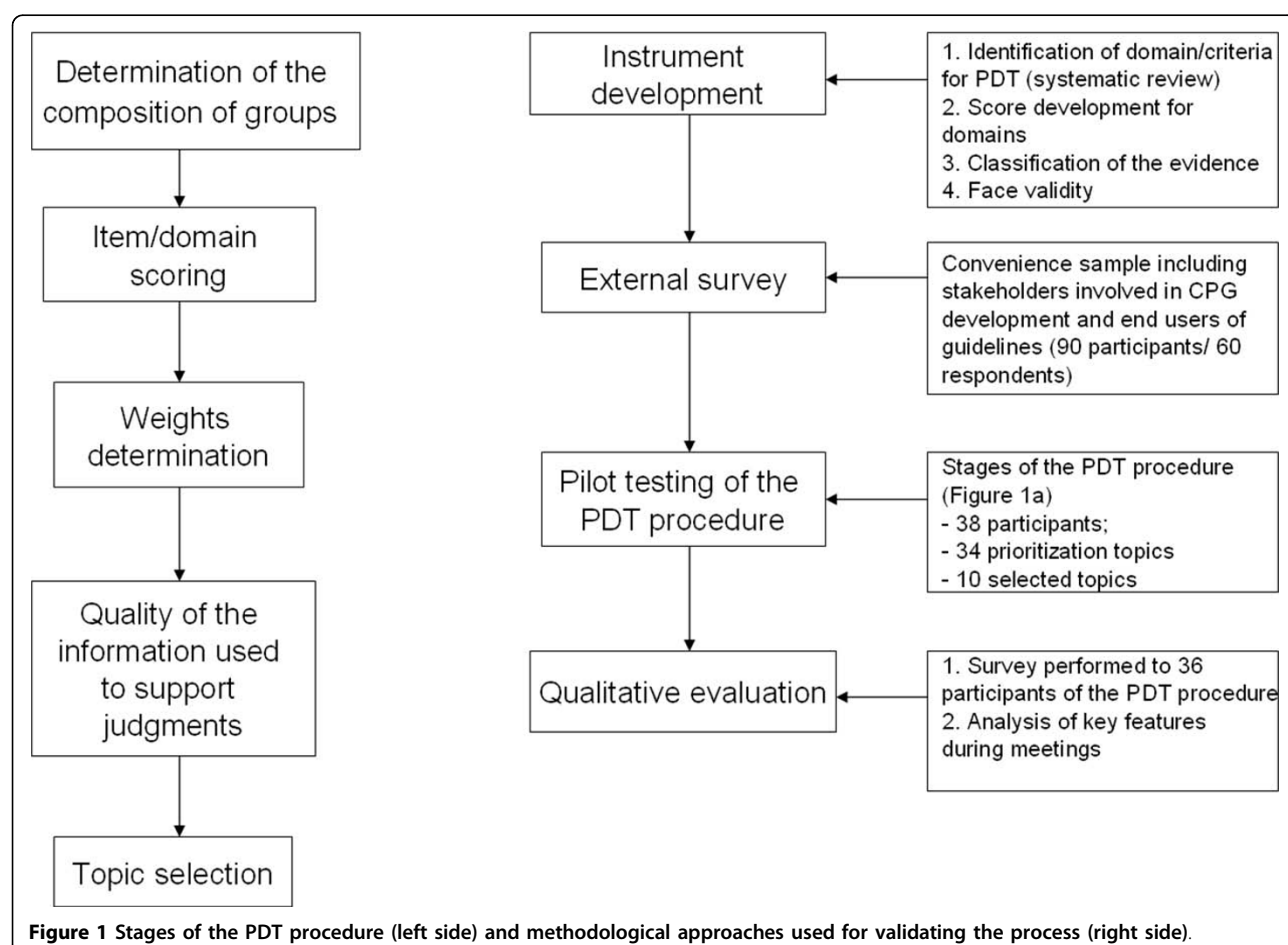 Determination of the
composition of groups
Item/domain
scoring
Weights
determination
Quality of the
information used
to support
judgments
Topic selection
Instrument
development
1. Identification of domain/criteria
for PDT (systematic review)
2. Score development for
domains
3. Classification of the evidence
4. Face validity
External survey
Convenience sample including
stakeholders involved in CPG
development and end users of
guidelines (90 participants/ 60
respondents)
Pilot testing of the
PDT procedure
Stages of the PDT procedure
(Figure 1a)
- 38 participants;
- 34 prioritization topics
- 10 selected topics
Qualitative evaluation
1. Survey performed to 36
participants of the PDT procedure
2. Analysis of key features
during meetings
Figure 1 Stages of the PDT procedure (left side) and methodological approaches used for validating the process (right side).